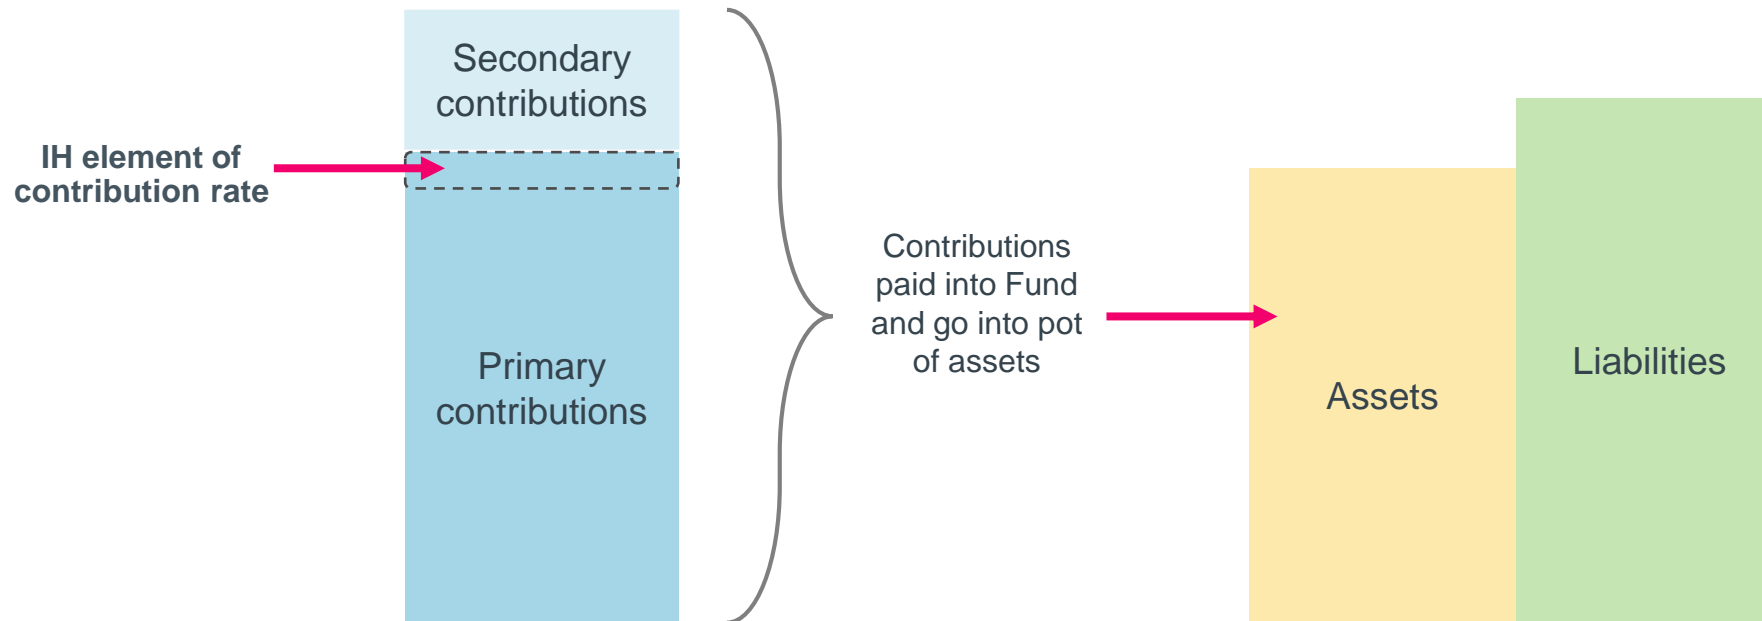 Secondary
contributions
IH element of
contribution rate
Primary
contributions
Contributions
paid into Fund
and go into pot
of assets
Assets
Liabilities